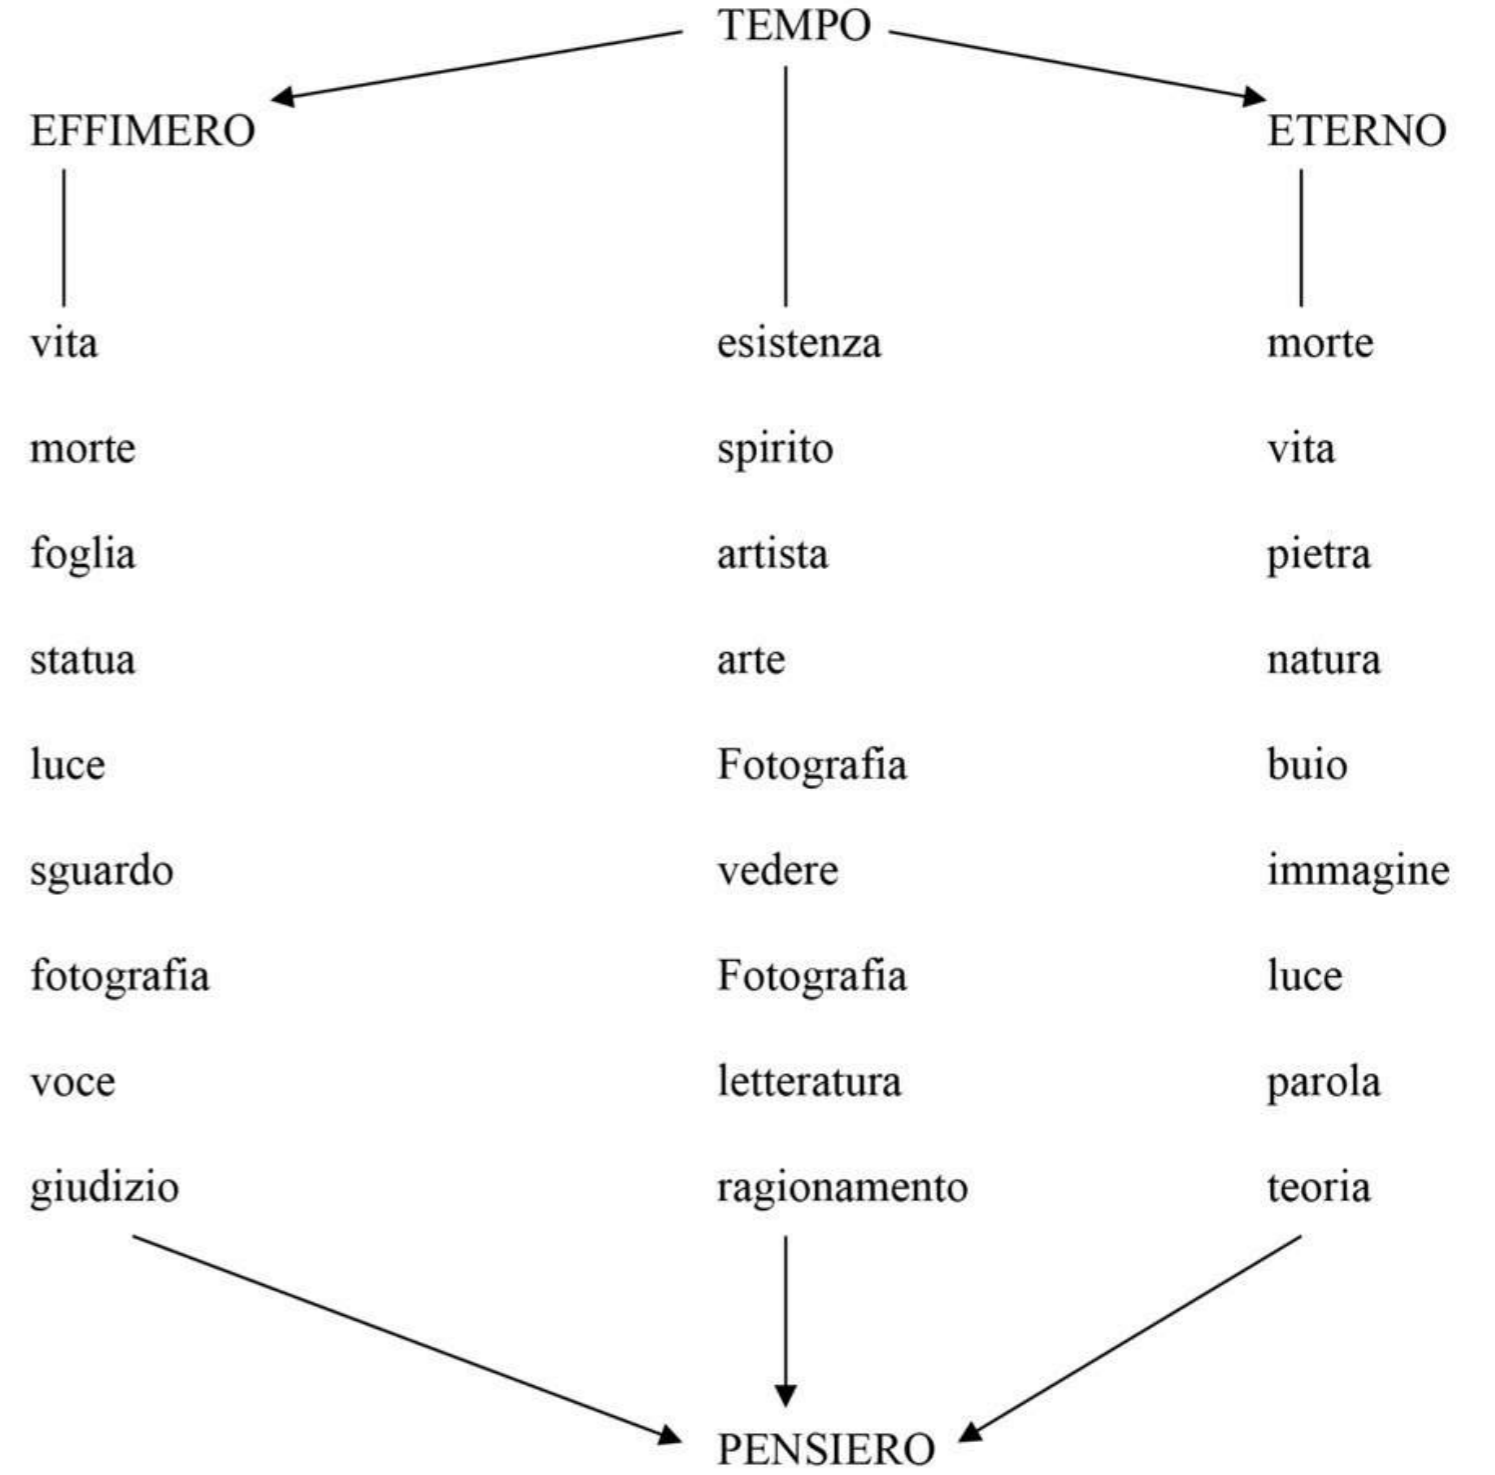 TEMPO
EFFIMERO ETERNO
vita esistenza morte
morte spirito vita
foglia artista pietra
statua arte natura
luce Fotografia buio
sguardo vedere immagine
fotografia Fotografia luce
voce letteratura parola
giudizio ragionamento teoria
PENSIERO